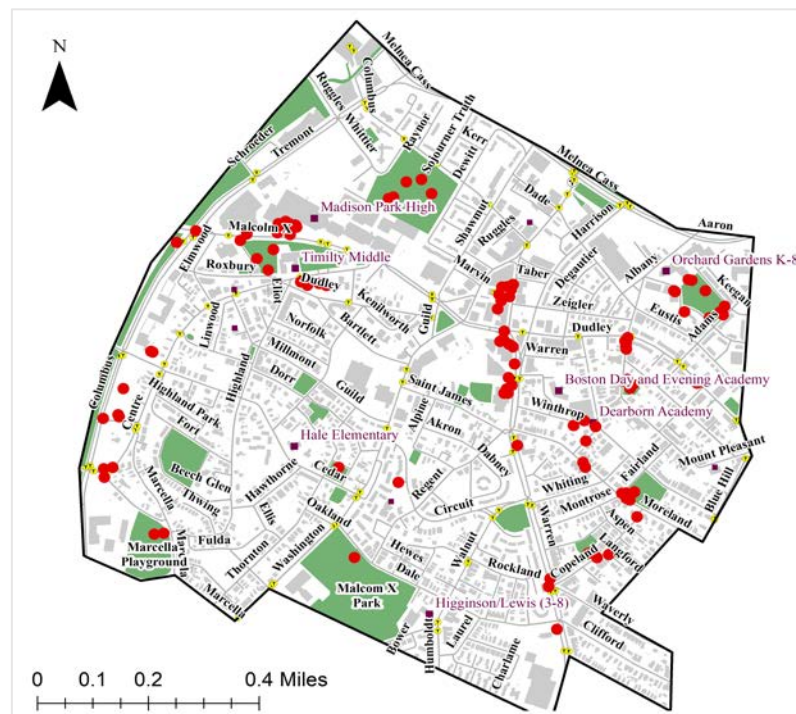 N
Melnea Cass
Columbus
Ruggles
Whittier
Raynor
Sojourner Truth
Kerr
Dewitt
Tremont
Schroeder
Melnea Cass
Dade
Harrison
Aaron
Madison Park High
Shawmut
Ruggles
Malcolm X
Elmwood
Degautier
Albany
Orchard Gardens K-8
Timilty Middle
Roxbury
Marvin
Taber
Keegan
Dudley
Eliot
Zeigler
Eustis
Adams
Linwood
Kenilworth
Norfolk
Bartlett
Guild
Dudley
Warren
Millmont
Highland
Columbus
Dorr
Guild
Saint James
Boston Day and Evening Academy
Highland Park
Centre
Fort
Winthrop
Dearborn Academy
Alpine
Akron
Hale Elementary
Dabney
Fairland
Mount Pleasant
Beech Glen
Hawthorne
Cedar
Regent
Whiting
Marcella
Thwing
Montrose
Moreland
Blue Hill
Oakland
Circuit
Ellis
Aspen
Warren
Fulda
Washington
Marcella
Playground
Marcella
Thornton
Hewes
Walnut
Copeland
Langford
Dale
Rockland
Malcom X
Park
Marcella
Higginson/Lewis (3-8)
Waverly
Clifford
Bower
Humboldt
Laurel
Charlame
0 0.1 0.2 0.4 Miles